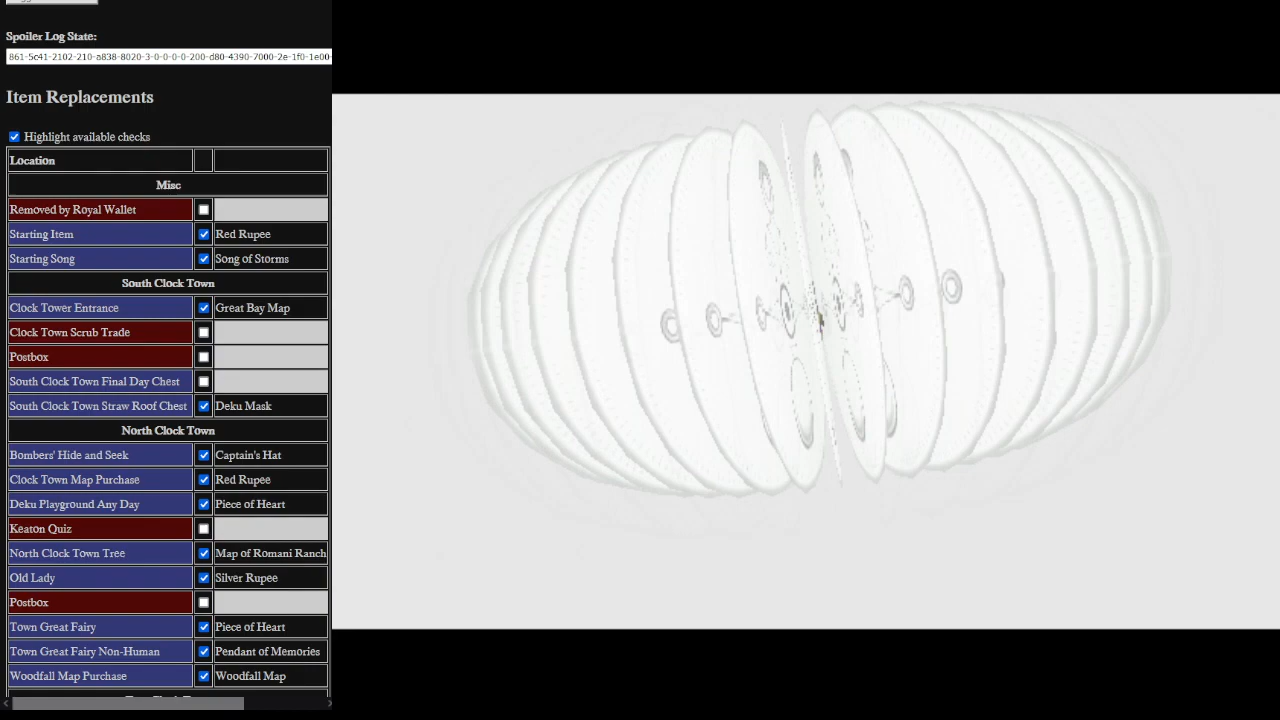 Spoiler Log State:
861-5c41-2102-210-a838-8020-3-0-0-0-0-200-d80-4390-7000-2e-1f0-1e00-
Item Replacements
Highlight available checks
Location
Misc
Removed by Royal Wallet
Starting Item Red Rupee
Starting Song Song of Storms
South Clock Town
Clock Tower Entrance Great Bay Map
Clock Town Scrub Trade
Postbox
South Clock Town Final Day Chest
South Clock Town Straw Roof Chest Deku Mask
North Clock Town
Bombers' Hide and Seek Captain's Hat
Clock Town Map Purchase Red Rupee
Deku Playground Any Day Piece of Heart
Keaton Quiz
North Clock Town Tree Map of Romani Ranch
Old Lady Silver Rupee
Postbox
Town Great Fairy Piece of Heart
Town Great Fairy Non-Human Pendant of Memories
Woodfall Map Purchase Woodfall Map